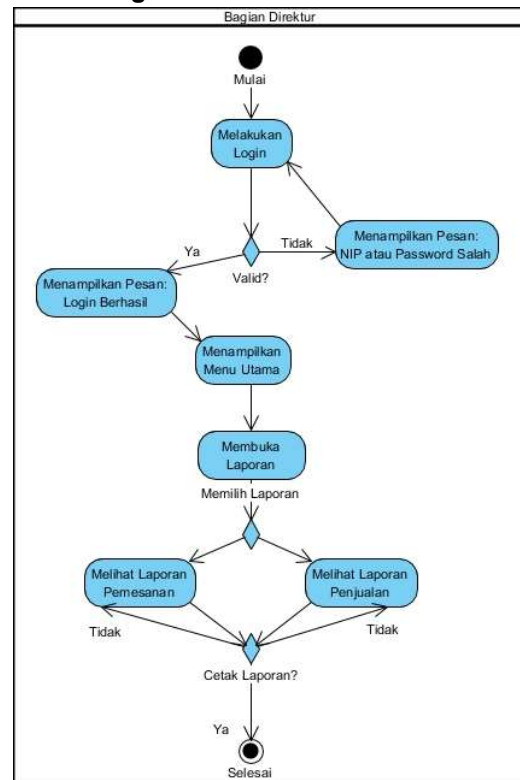 Bagian Direktur
Mulai
Melakukan
Login
Ya
Tidak
Menampilkan Pesan:
NIP atau Password Salah
Valid?
Menampilkan Pesan:
Login Berhasil
Menampilkan
Menu Utama
Membuka
Laporan
Memilih Laporan
Melihat Laporan
Pemesanan
Melihat Laporan
Penjualan
Tidak
Tidak
Cetak Laporan?
Ya
Selesai